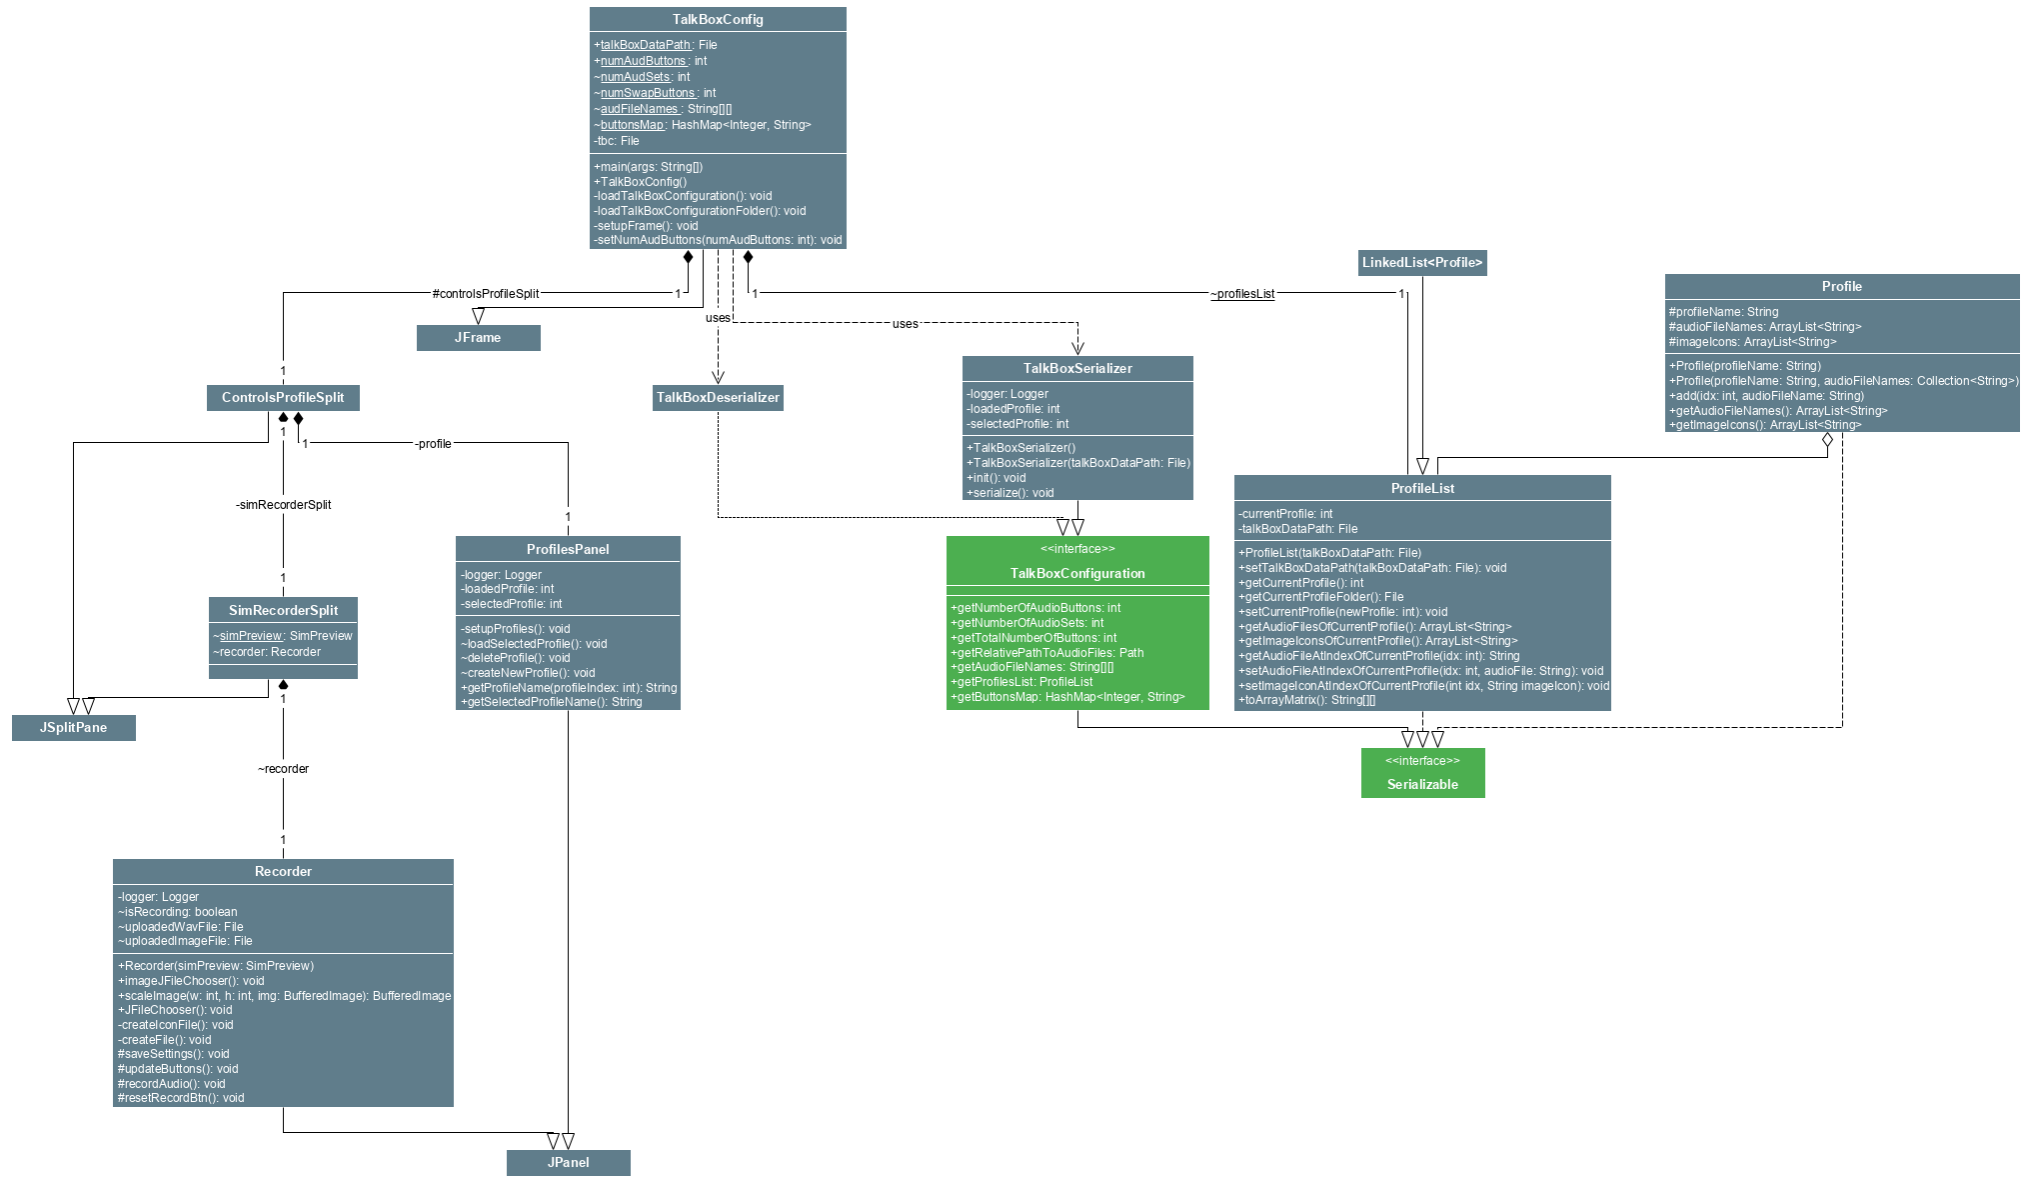 TalkBoxConfig
+talkBoxDataPath: File
+numAudButtons: int
~numAudSets: int
~numSwapButtons: int
~audFileNames: String[][]
~buttonsMap: HashMap<Integer, String>
-tbc: File
+main(args: String[])
+TalkBoxConfig()
-loadTalkBoxConfiguration(): void
-loadTalkBoxConfigurationFolder(): void
-setupFrame(): void
-setNumAudButtons(numAudButtons: int): void
#controlsProfileSplit
1
1
~profilesList
1
uses
uses
1
JFrame
ControlsProfileSplit
1
1
-profile
1
-simRecorderSplit
1
TalkBoxDeserializer
TalkBoxSerializer
-logger: Logger
-loadedProfile: int
-selectedProfile: int
+TalkBoxSerializer()
+TalkBoxSerializer(talkBoxDataPath: File)
+init(): void
+serialize(): void
LinkedList<Profile>
Profile
#profileName: String
#audioFileNames: ArrayList<String>
#imageIcons: ArrayList<String>
+Profile(profileName: String)
+Profile(profileName: String, audioFileNames: Collection<String>)
+add(idx: int, audioFileName: String)
+getAudioFileNames(): ArrayList<String>
+getImageIcons(): ArrayList<String>
ProfileList
-currentProfile: int
-talkBoxDataPath: File
+ProfileList(talkBoxDataPath: File)
+setTalkBoxDataPath(talkBoxDataPath: File): void
+getCurrentProfile(): int
+getCurrentProfileFolder(): File
+setCurrentProfile(newProfile: int): void
+getAudioFilesOfCurrentProfile(): ArrayList<String>
+getImageIconsOfCurrentProfile(): ArrayList<String>
+getAudioFileAtIndexOfCurrentProfile(idx: int): String
+setAudioFileAtIndexOfCurrentProfile(idx: int, audioFile: String): void
+setImageIconAtIndexOfCurrentProfile(int idx, String imageIcon): void
+toArrayMatrix(): String[][]
ProfilesPanel
-logger: Logger
-loadedProfile: int
-selectedProfile: int
-setupProfiles(): void
~loadSelectedProfile(): void
~deleteProfile(): void
~createNewProfile(): void
+getProfileName(profileIndex: int): String
+getSelectedProfileName(): String
<<interface>>
TalkBoxConfiguration
+getNumberOfAudioButtons: int
+getNumberOfAudioSets: int
+getTotalNumberOfButtons: int
+getRelativePathToAudioFiles: Path
+getAudioFileNames: String[][]
+getProfilesList: ProfileList
+getButtonsMap: HashMap<Integer, String>
SimRecorderSplit
~simPreview: SimPreview
~recorder: Recorder
1
JSplitPane
~recorder
1
<<interface>>
Serializable
Recorder
-logger: Logger
~isRecording: boolean
~uploadedWavFile: File
~uploadedImageFile: File
+Recorder(simPreview: SimPreview)
+imageJFileChooser(): void
+scaleImage(w: int, h: int, img: BufferedImage): BufferedImage
+JFileChooser(): void
-createIconFile(): void
-createFile(): void
#saveSettings(): void
#updateButtons(): void
#recordAudio(): void
#resetRecordBtn(): void
JPanel